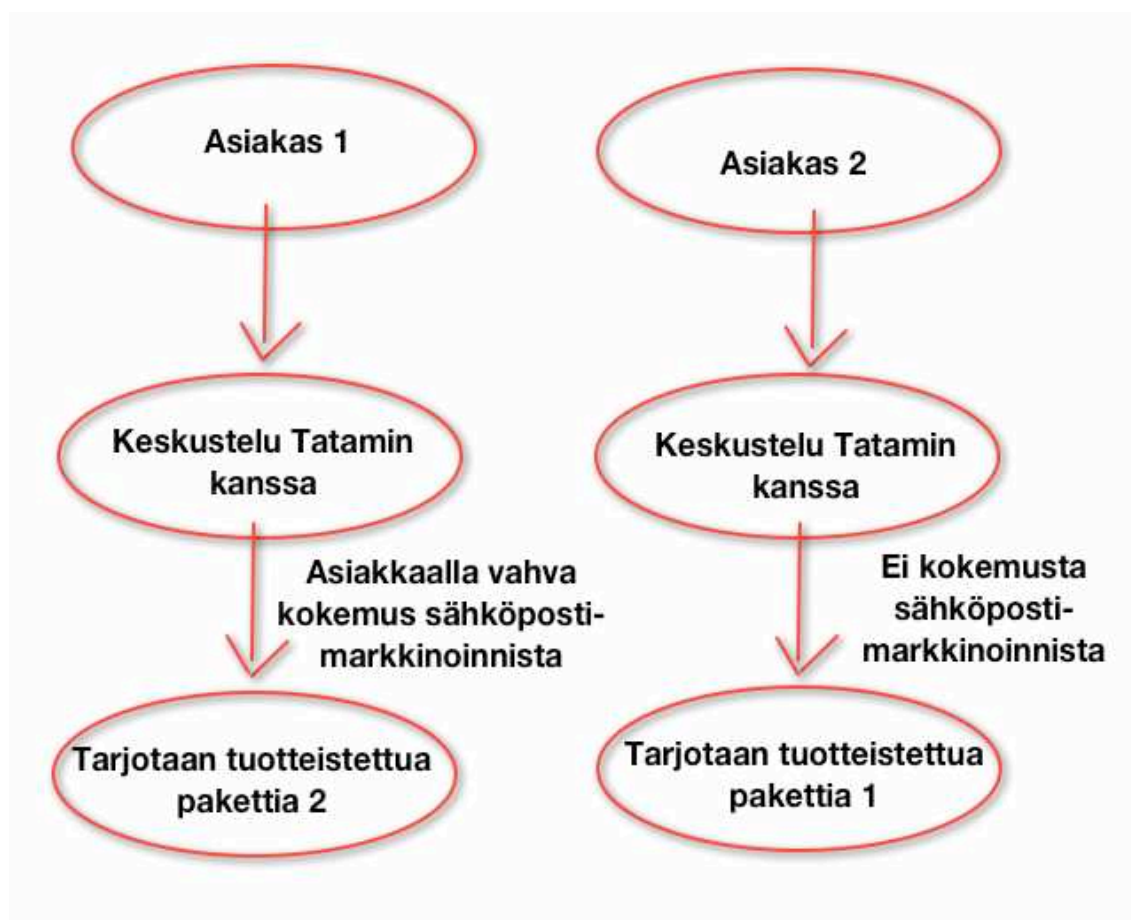 Asiakas 1
Asiakas 2
Keskustelu Tatamin
kanssa
Keskustelu Tatamin
kanssa
Asiakkaalla vahva
kokemus sähköposti-
markkinoinnista
Ei kokemusta
sähköposti-
markkinoinnista
Tarjotaan tuotteistettua
pakettia 2
Tarjotaan tuotteistettua
pakettia 1